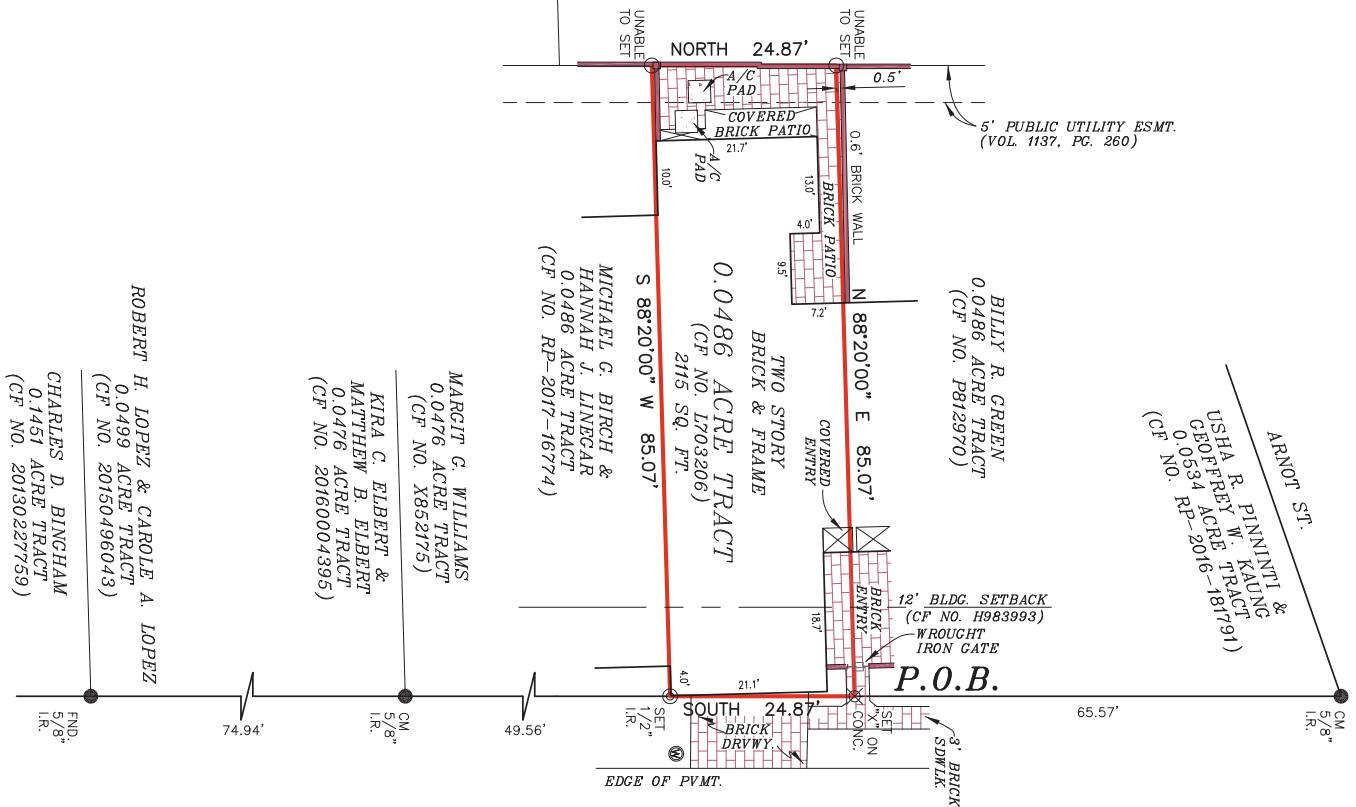 UNABLE
TO SET
NORTH 24.87'
UNABLE
TO SET
0.5'
A/C
PAD
COVERED
BRICK PATIO
A/C
PAD
21.7'
10.0'
13.0'
4.0'
9.5'
7.2'
BRICK PATIO
0.6' BRICK WALL
5' PUBLIC UTILITY ESMT.
(VOL. 1137, PG. 260)
N 88°20'00" E 85.07'
S 88°20'00" W 85.07'
BILLY R. GREEN
0.0486 ACRE TRACT
(CF NO. P812970)
TWO STORY
BRICK & FRAME
0.0486 ACRE TRACT
(CF NO. L703206)
2115 SQ. FT.
MICHAEL G. BIRCH &
HANNAH J. LINEGAR
0.0486 ACRE TRACT
(CF NO. RP-2017-16774)
ARNOT ST.
USHA R. PINNINTI &
GEOFFREY W. KAUNG
0.0534 ACRE TRACT
(CF NO. RP-2016-181791)
MARGIT G. WILLIAMS
0.0476 ACRE TRACT
(CF NO. X852175)
KIRA C. ELBERT &
MATTHEW B. ELBERT
0.0476 ACRE TRACT
(CF NO. 20160004395)
ROBERT H. LOPEZ & CAROLE A. LOPEZ
0.0499 ACRE TRACT
(CF NO. 20150496043)
CHARLES D. BINGHAM
0.1451 ACRE TRACT
(CF NO. 20130227759)
COVERED
ENTRY
BRICK
ENTRY
12' BLDG. SETBACK
(CF NO. H983993)
WROUGHT
IRON GATE
18.7'
P.O.B.
4.0'
21.1'
SOUTH 24.87'
SET
1/2"
I.R.
SET
"X" ON
CONC.
BRICK
DRVWY.
W
EDGE OF PVMT.
3' BRICK
SDWLK.
65.57'
CM
5/8"
I.R.
49.56'
CM
5/8"
I.R.
74.94'
FND.
5/8"
I.R.